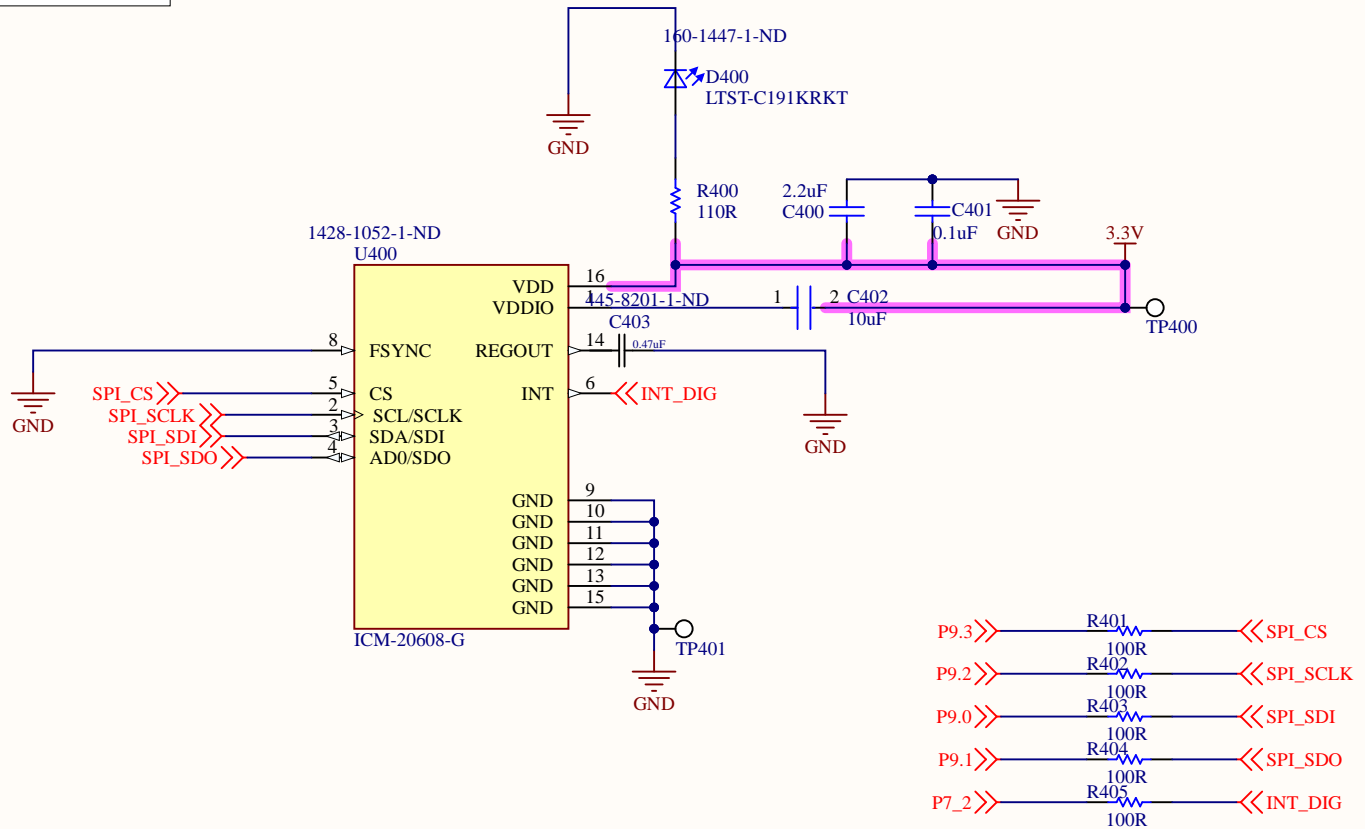 160-1447-1-ND
D400
LTST-C191KRKT
GND
R400
110R
2.2uF
C400
C401
0.1uF
GND
3.3V
1428-1052-1-ND
U400
VDD
16
VDDIO
1
445-8201-1-ND
1
2
C402
10uF
TP400
C403
0.47uF
8
FSYNC
REGOUT
14
GND
SPI_CS
5
CS
INT
6
INT_DIG
SPI_SCLK
2
SCL/SCLK
SPI_SDI
3
SDA/SDI
SPI_SDO
4
AD0/SDO
GND
GND
9
GND
10
GND
11
GND
12
GND
13
GND
15
ICM-20608-G
TP401
GND
P9.3
R401
100R
SPI_CS
P9.2
R402
100R
SPI_SCLK
P9.0
R403
100R
SPI_SDI
P9.1
R404
100R
SPI_SDO
P7_2
R405
100R
INT_DIG